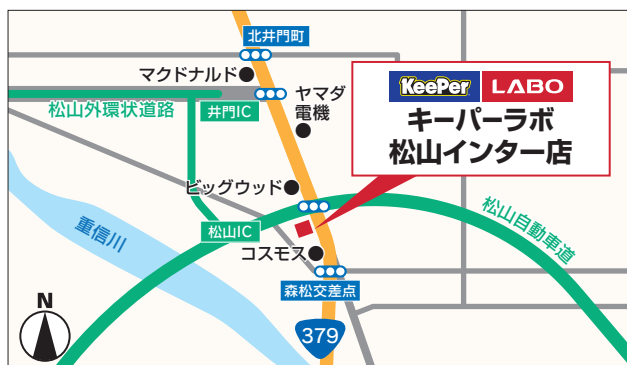 北井門町
マクドナルド
ヤマダ
電機
松山外環状道路
井門IC
KeePer LABO
キーパーラボ
松山インター店
ビッグウッド
松山IC
重信川
コスモス
松山自動車道
森松交差点
N
379